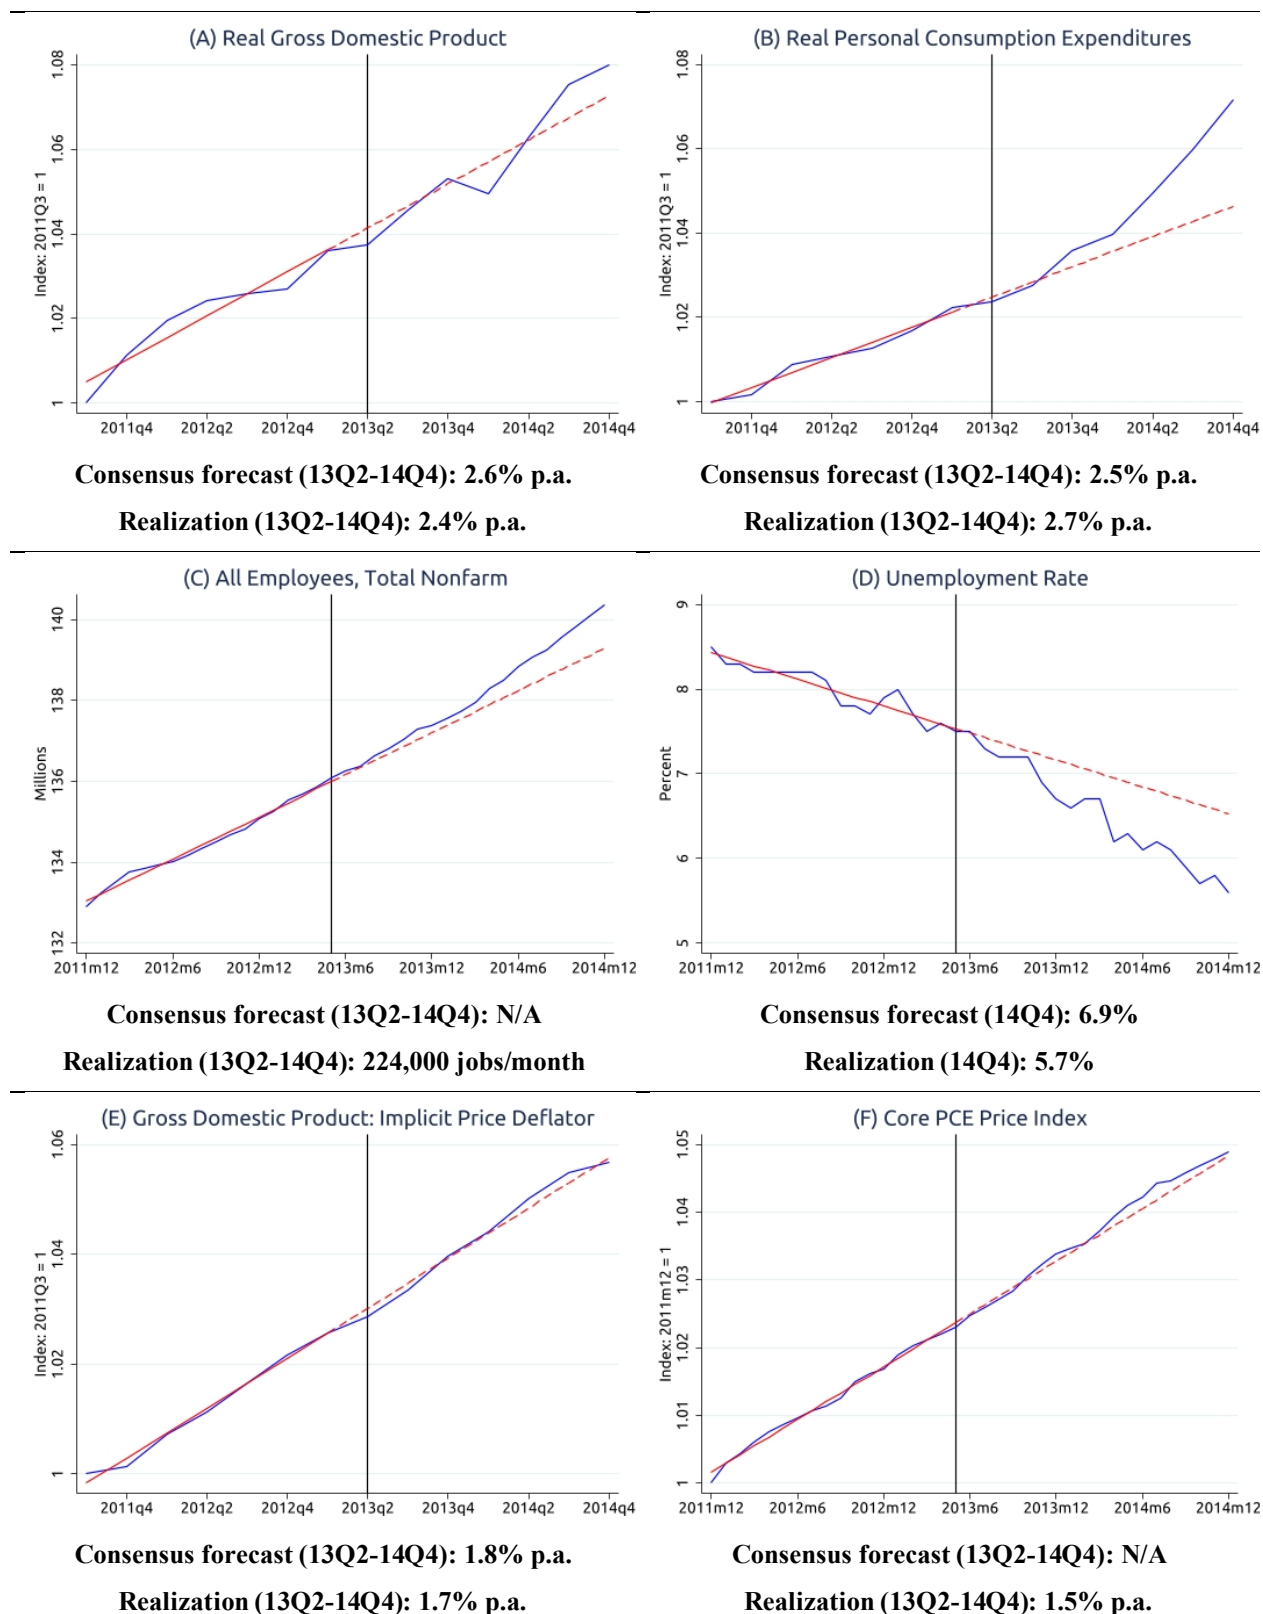 (A) Real Gross Domestic Product
Index: 2011Q3 = 1
1.08
1.06
1.04
1.02
1
2011q4 2012q2 2012q4 2013q2 2013q4 2014q2 2014q4
Consensus forecast (13Q2-14Q4): 2.6% p.a.
Realization (13Q2-14Q4): 2.4% p.a.
(B) Real Personal Consumption Expenditures
Index: 2011Q3 = 1
1.08
1.06
1.04
1.02
1
2011q4 2012q2 2012q4 2013q2 2013q4 2014q2 2014q4
Consensus forecast (13Q2-14Q4): 2.5% p.a.
Realization (13Q2-14Q4): 2.7% p.a.
(C) All Employees, Total Nonfarm
Millions
140
138
136
134
132
2011m12 2012m6 2012m12 2013m6 2013m12 2014m6 2014m12
Consensus forecast (13Q2-14Q4): N/A
Realization (13Q2-14Q4): 224,000 jobs/month
(D) Unemployment Rate
Percent
9
8
7
6
5
2011m12 2012m6 2012m12 2013m6 2013m12 2014m6 2014m12
Consensus forecast (14Q4): 6.9%
Realization (14Q4): 5.7%
(E) Gross Domestic Product: Implicit Price Deflator
Index: 2011Q3 = 1
1.06
1.04
1.02
1
2011q4 2012q2 2012q4 2013q2 2013q4 2014q2 2014q4
Consensus forecast (13Q2-14Q4): 1.8% p.a.
Realization (13Q2-14Q4): 1.7% p.a.
(F) Core PCE Price Index
Index: 2011m12 = 1
1.05
1.04
1.03
1.02
1.01
1
2011m12 2012m6 2012m12 2013m6 2013m12 2014m6 2014m12
Consensus forecast (13Q2-14Q4): N/A
Realization (13Q2-14Q4): 1.5% p.a.